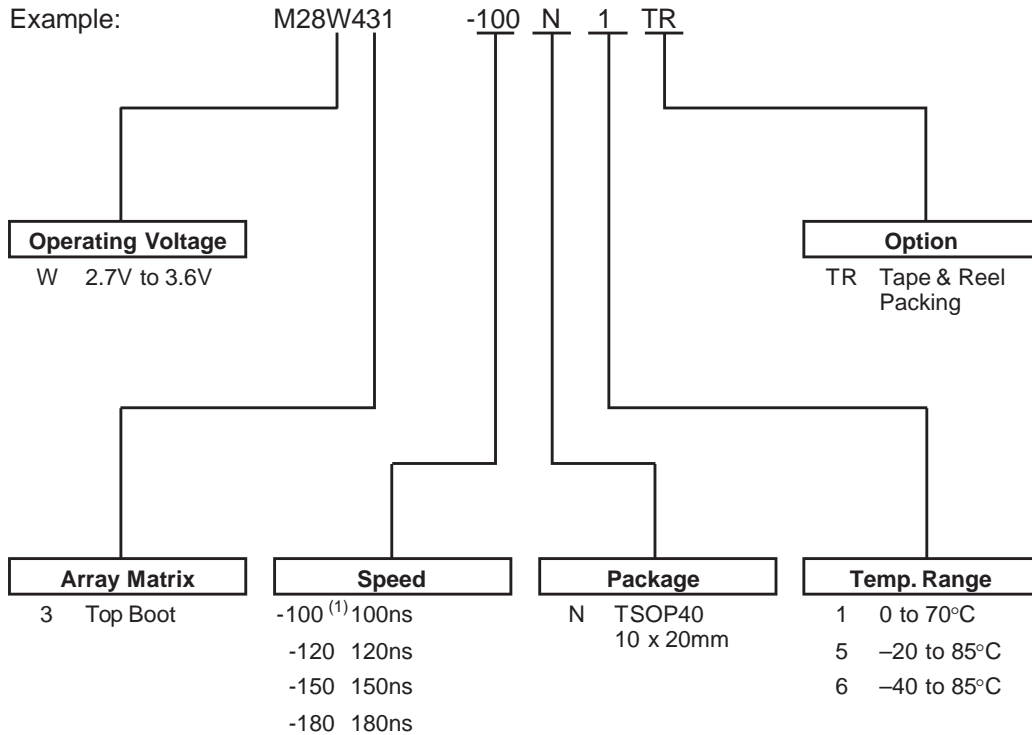 Example: M28W431 -100 N 1 TR
Operating Voltage
W 2.7V to 3.6V
Option
TR Tape & Reel
Packing
Array Matrix
3 Top Boot
Speed
-100 (1) 100ns
-120 120ns
-150 150ns
-180 180ns
Package
N TSOP40
10 x 20mm
Temp. Range
1 0 to 70°C
5 –20 to 85°C
6 –40 to 85°C